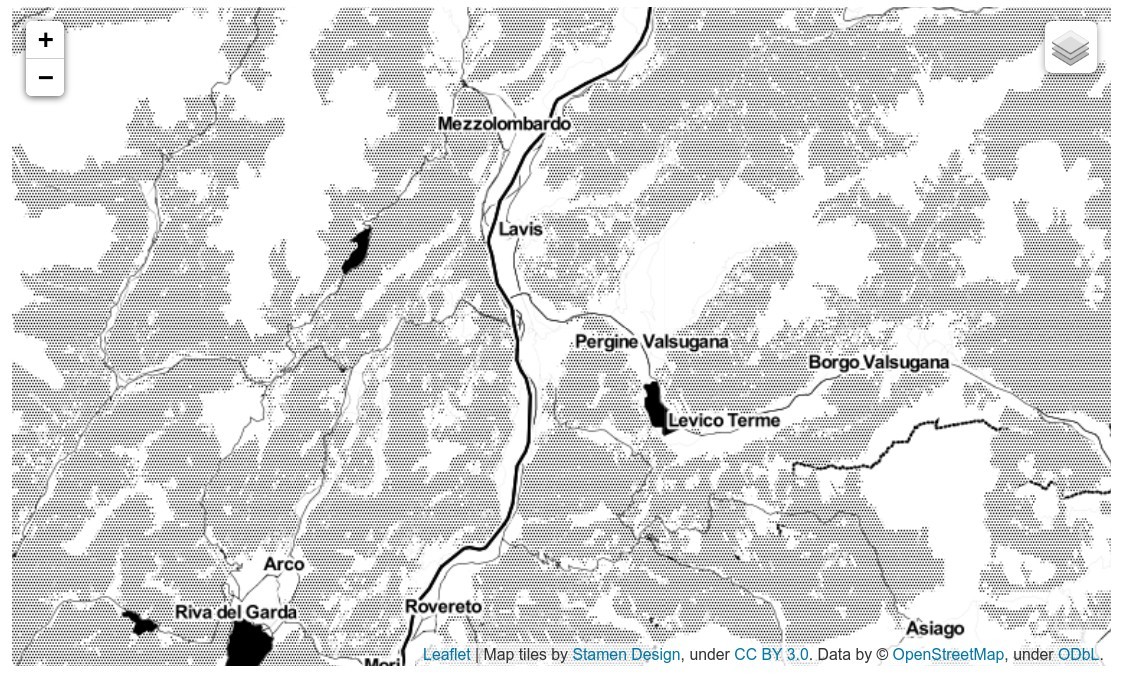 +
−
Mezzolombardo
Lavis
Pergine Valsugana
Borgo Valsugana
Levico Terme
Arco
Riva del Garda
Rovereto
Asiago
Mori
Leaflet | Map tiles by Stamen Design, under CC BY 3.0. Data by © OpenStreetMap, under ODbL.